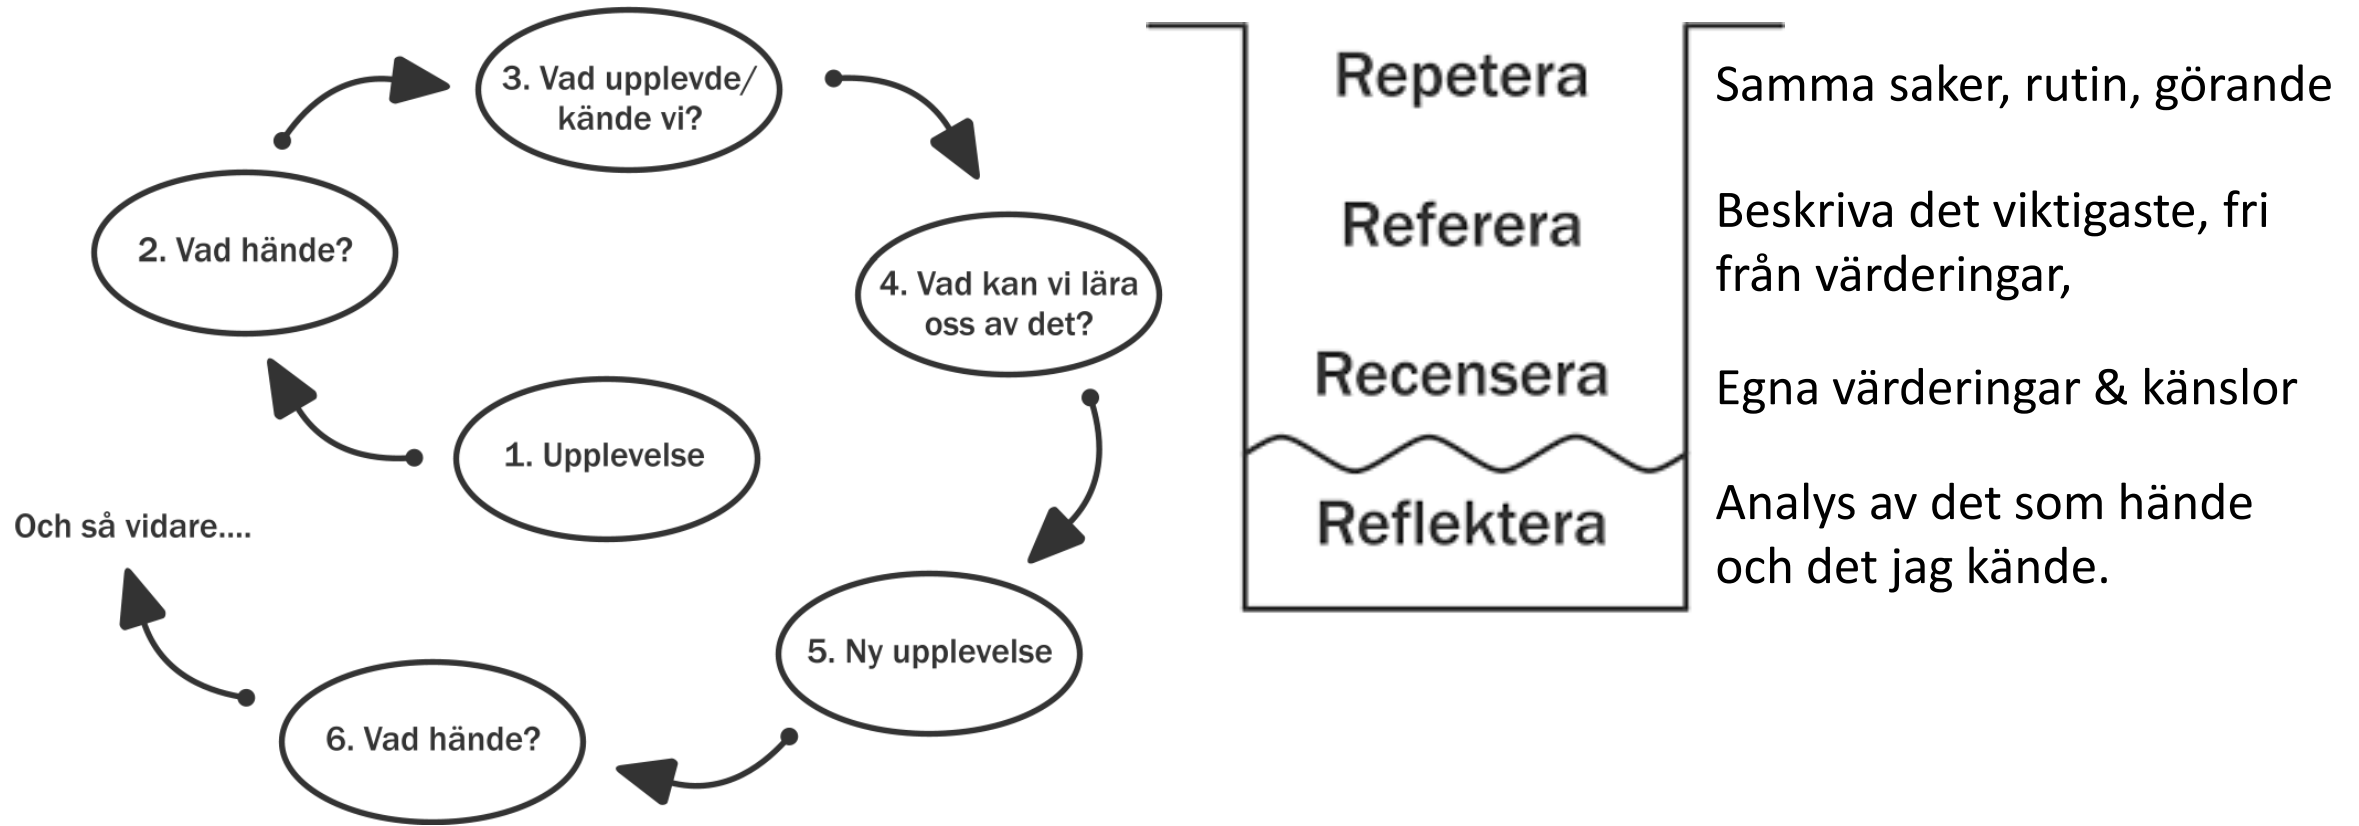 3. Vad upplevde/
kände vi?
2. Vad hände?
4. Vad kan vi lära
oss av det?
1. Upplevelse
Och så vidare....
5. Ny upplevelse
6. Vad hände?
Repetera
Samma saker, rutin, görande
Referera
Beskriva det viktigaste, fri
från värderingar,
Recensera
Egna värderingar & känslor
Reflektera
Analys av det som hände
och det jag kände.